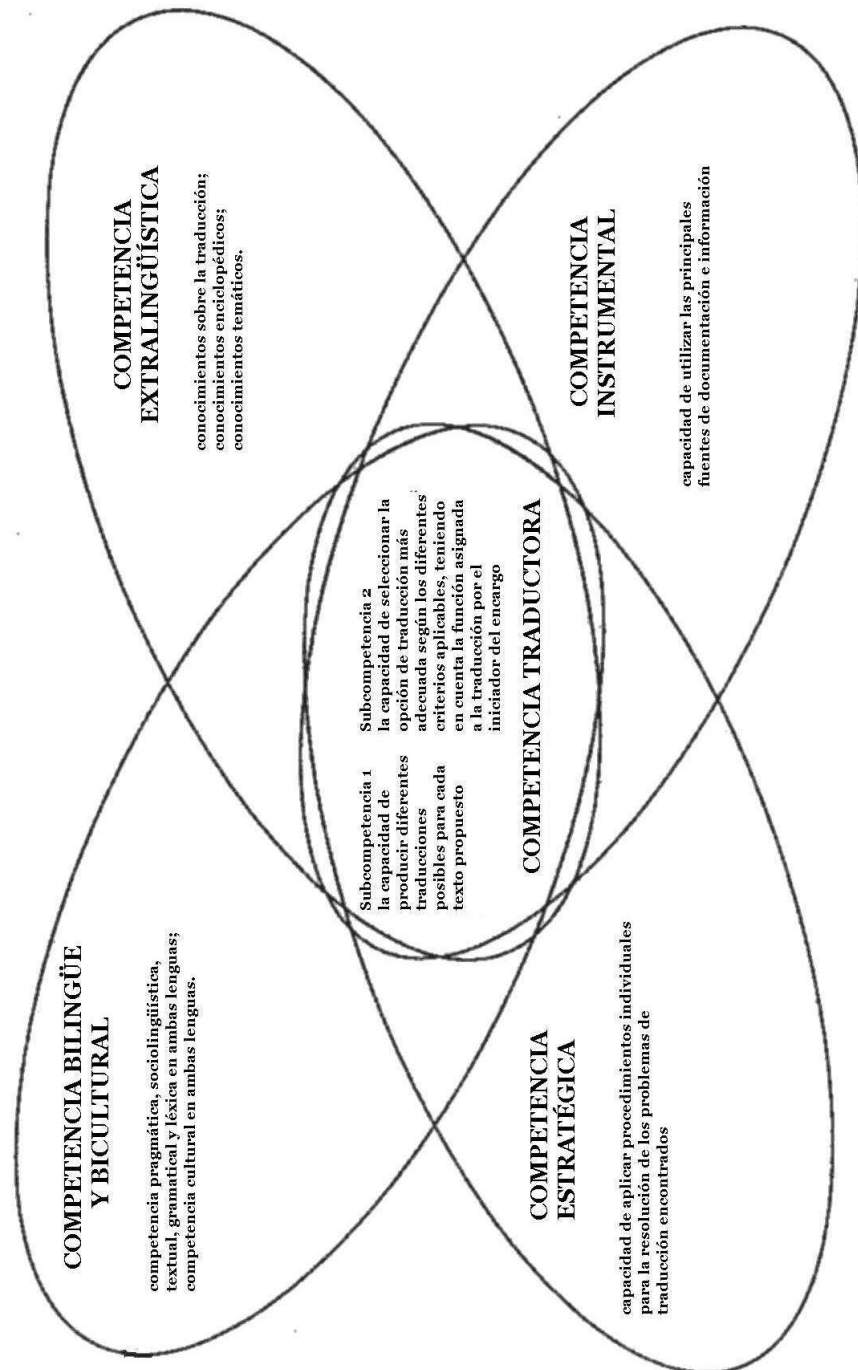 COMPETENCIA BILINGÜE
Y BICULTURAL
competencia pragmática, sociolingüística,
textual, gramatical y léxica en ambas lenguas;
competencia cultural en ambas lenguas.
COMPETENCIA
EXTRALINGÜÍSTICA
conocimientos sobre la traducción;
conocimientos enciclopédicos;
conocimientos temáticos.
Subcompetencia 1
la capacidad de
producir diferentes
traducciones
posibles para cada
texto propuesto
Subcompetencia 2
la capacidad de seleccionar la
opción de traducción más
adecuada según los diferentes
criterios aplicables, teniendo
en cuenta la función asignada
a la traducción por el
iniciador del encargo
COMPETENCIA TRADUCTORA
COMPETENCIA
ESTRATÉGICA
capacidad de aplicar procedimientos individuales
para la resolución de los problemas de
traducción encontrados
COMPETENCIA
INSTRUMENTAL
capacidad de utilizar las principales
fuentes de documentación e información